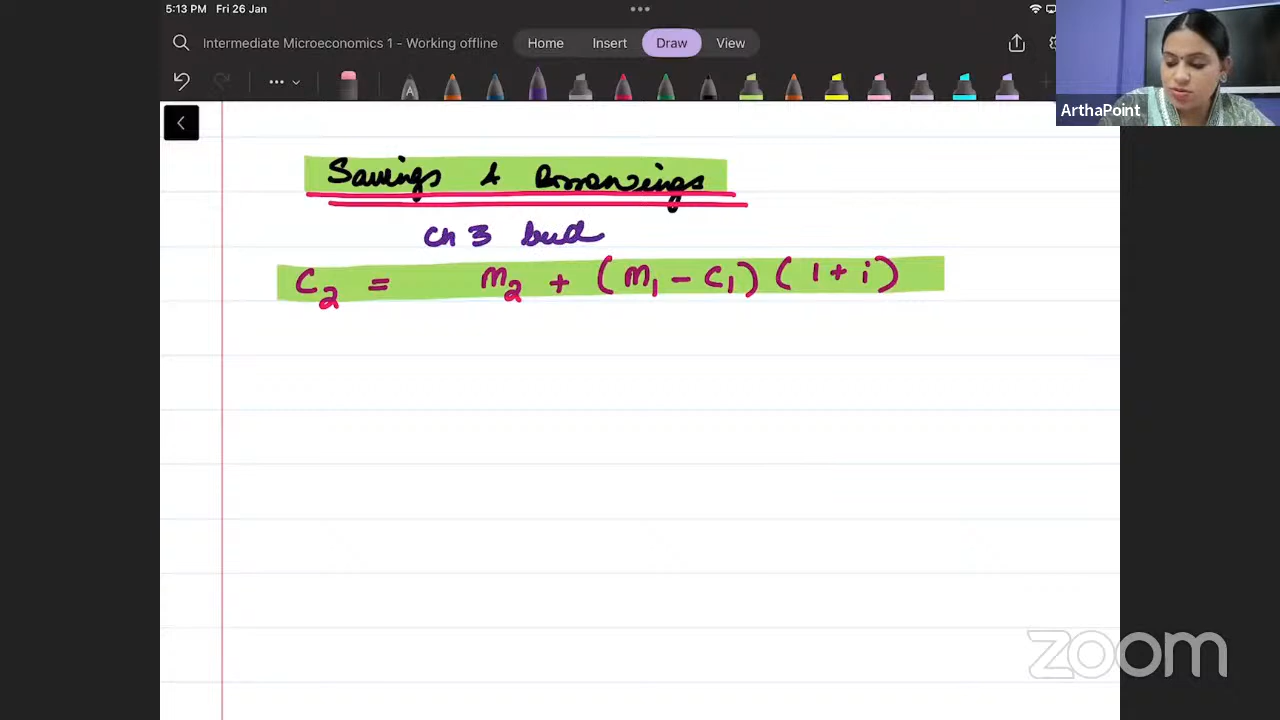 5:13 PM Fri 26 Jan
Intermediate Microeconomics 1 - Working offline
Home Insert Draw View
A
ArthaPoint
Savings & Borrowings
Ch 3 bud
C₂ = m₂ + (m₁ - C₁) (1 + i)
zoom